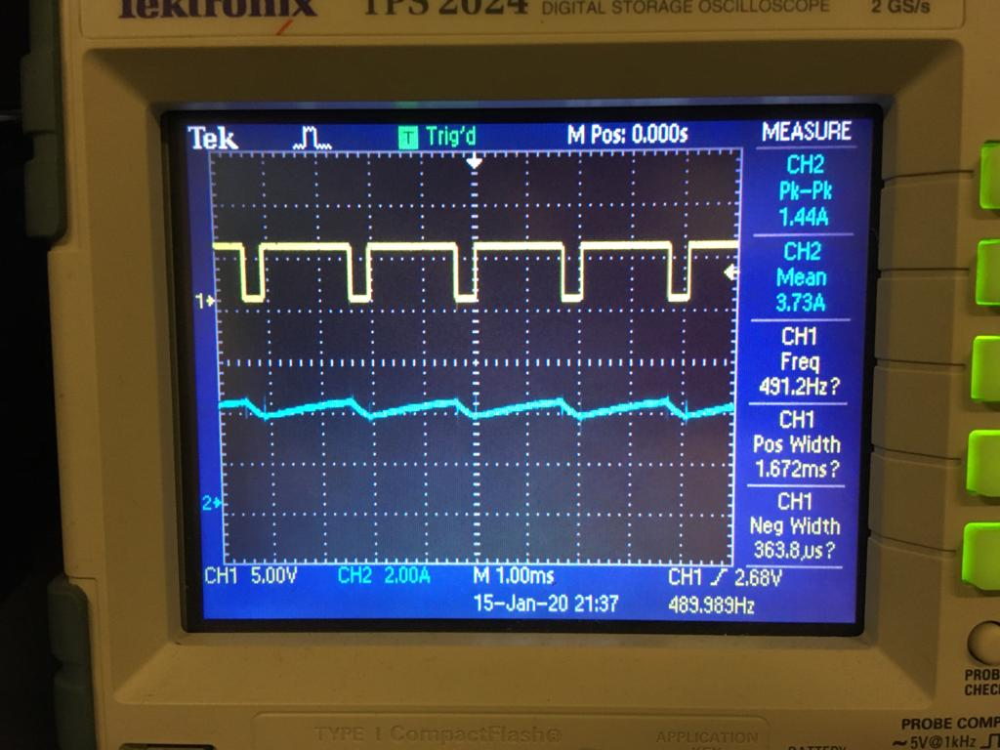 Tektronix TPS 2024 DIGITAL STORAGE OSCILLOSCOPE 2 GS/s
Tek T Trig'd M Pos: 0.000s MEASURE
CH2
Pk-Pk
1.44A
CH2
Mean
3.73A
1
CH1
Freq
491.2Hz?
CH1
Pos Width
1.672ms?
2
CH1
Neg Width
363.8µs?
CH1 5.00V CH2 2.00A M 1.00ms CH1 2.68V
15-Jan-20 21:37 489.989Hz
PROB
CHEC
TYPE I CompactFlash®
APPLICATION
KEY
BATTERY
PROBE COMP
~5V@1kHz